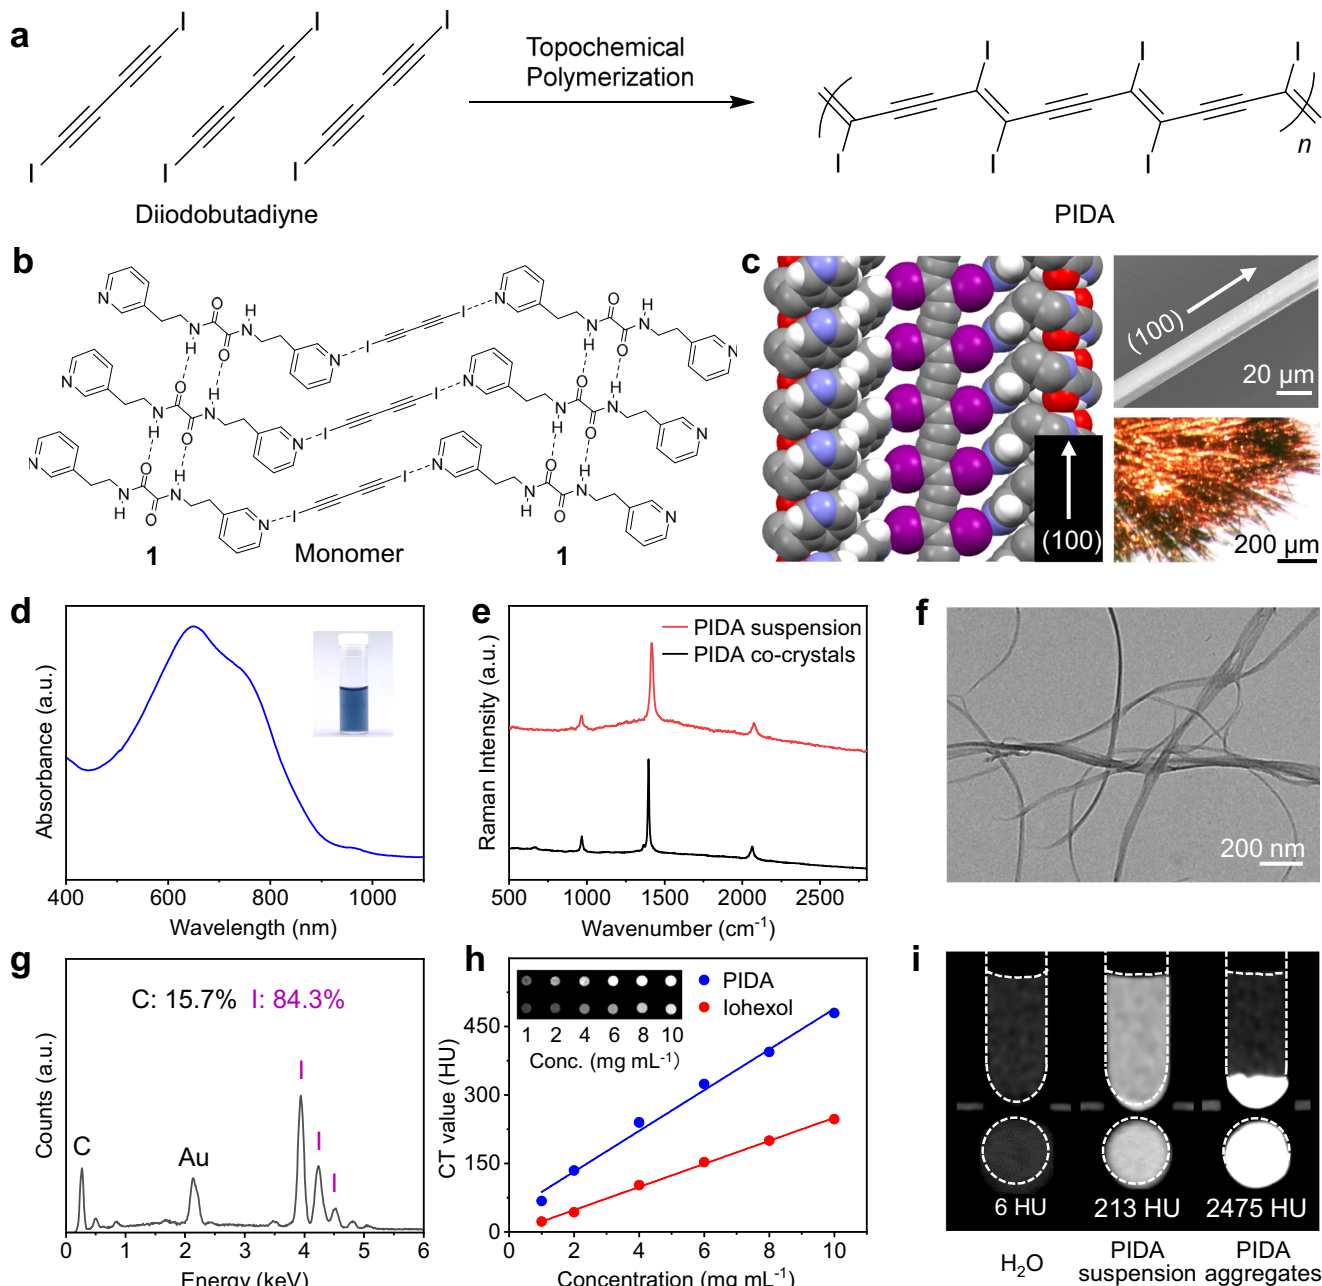 a
I I I
I I I
Diiodobutadiyne
Topochemical
Polymerization
I I I
I I I
n
PIDA
b
N N H O O N H N I I N N H O O N H N
N N H O O N H N I I N N H O O N H N
N N H O O N H N I I N N H O O N H N
1 Monomer 1
c
(100)
(100)
20 μm
200 μm
d
Absorbance (a.u.)
400 600 800 1000
Wavelength (nm)
e
PIDA suspension
PIDA co-crystals
Raman Intensity (a.u.)
500 1000 1500 2000 2500
Wavenumber (cm⁻¹)
f
200 nm
g
C: 15.7% I: 84.3%
C
Au
I
I
I
Counts (a.u.)
0 1 2 3 4 5 6
Energy (keV)
h
PIDA
Iohexol
1 2 4 6 8 10
Conc. (mg mL⁻¹)
CT value (HU)
450
300
150
0
0 2 4 6 8 10
Concentration (mg mL⁻¹)
i
6 HU 213 HU 2475 HU
H₂O
PIDA
suspension
PIDA
aggregates